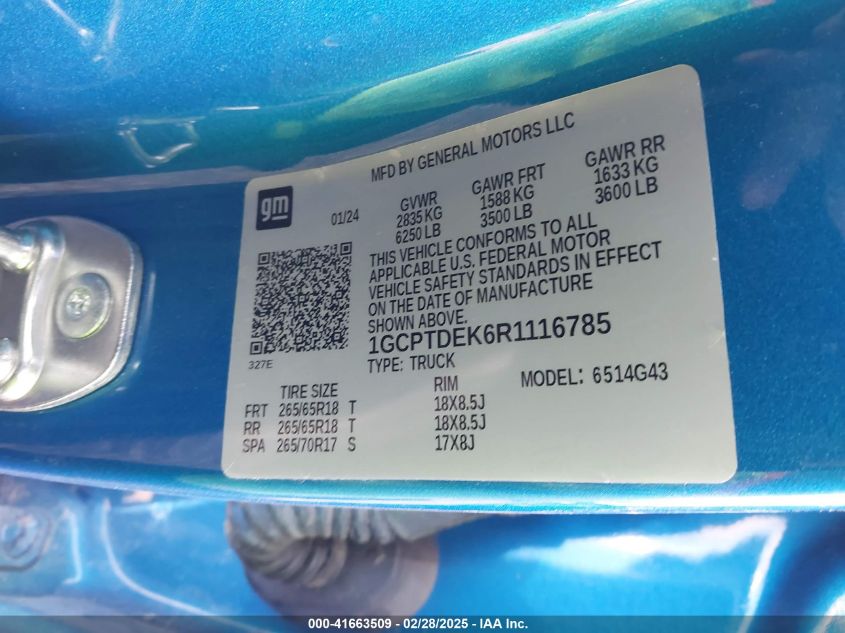 MFD BY GENERAL MOTORS LLC
gm
01/24
GVWR GAWR FRT GAWR RR
2835 KG 1588 KG 1633 KG
6250 LB 3500 LB 3600 LB
THIS VEHICLE CONFORMS TO ALL
APPLICABLE U.S. FEDERAL MOTOR
VEHICLE SAFETY STANDARDS IN EFFECT
ON THE DATE OF MANUFACTURE
SHOWN ABOVE.
1GCPTDEK6R1116785
327E
TYPE: TRUCK
MODEL: 6514G43
TIRE SIZE RIM
FRT 265/65R18 T 18X8.5J
RR 265/65R18 T 18X8.5J
SPA 265/70R17 S 17X8J
000-41663509 - 02/28/2025 - IAA Inc.